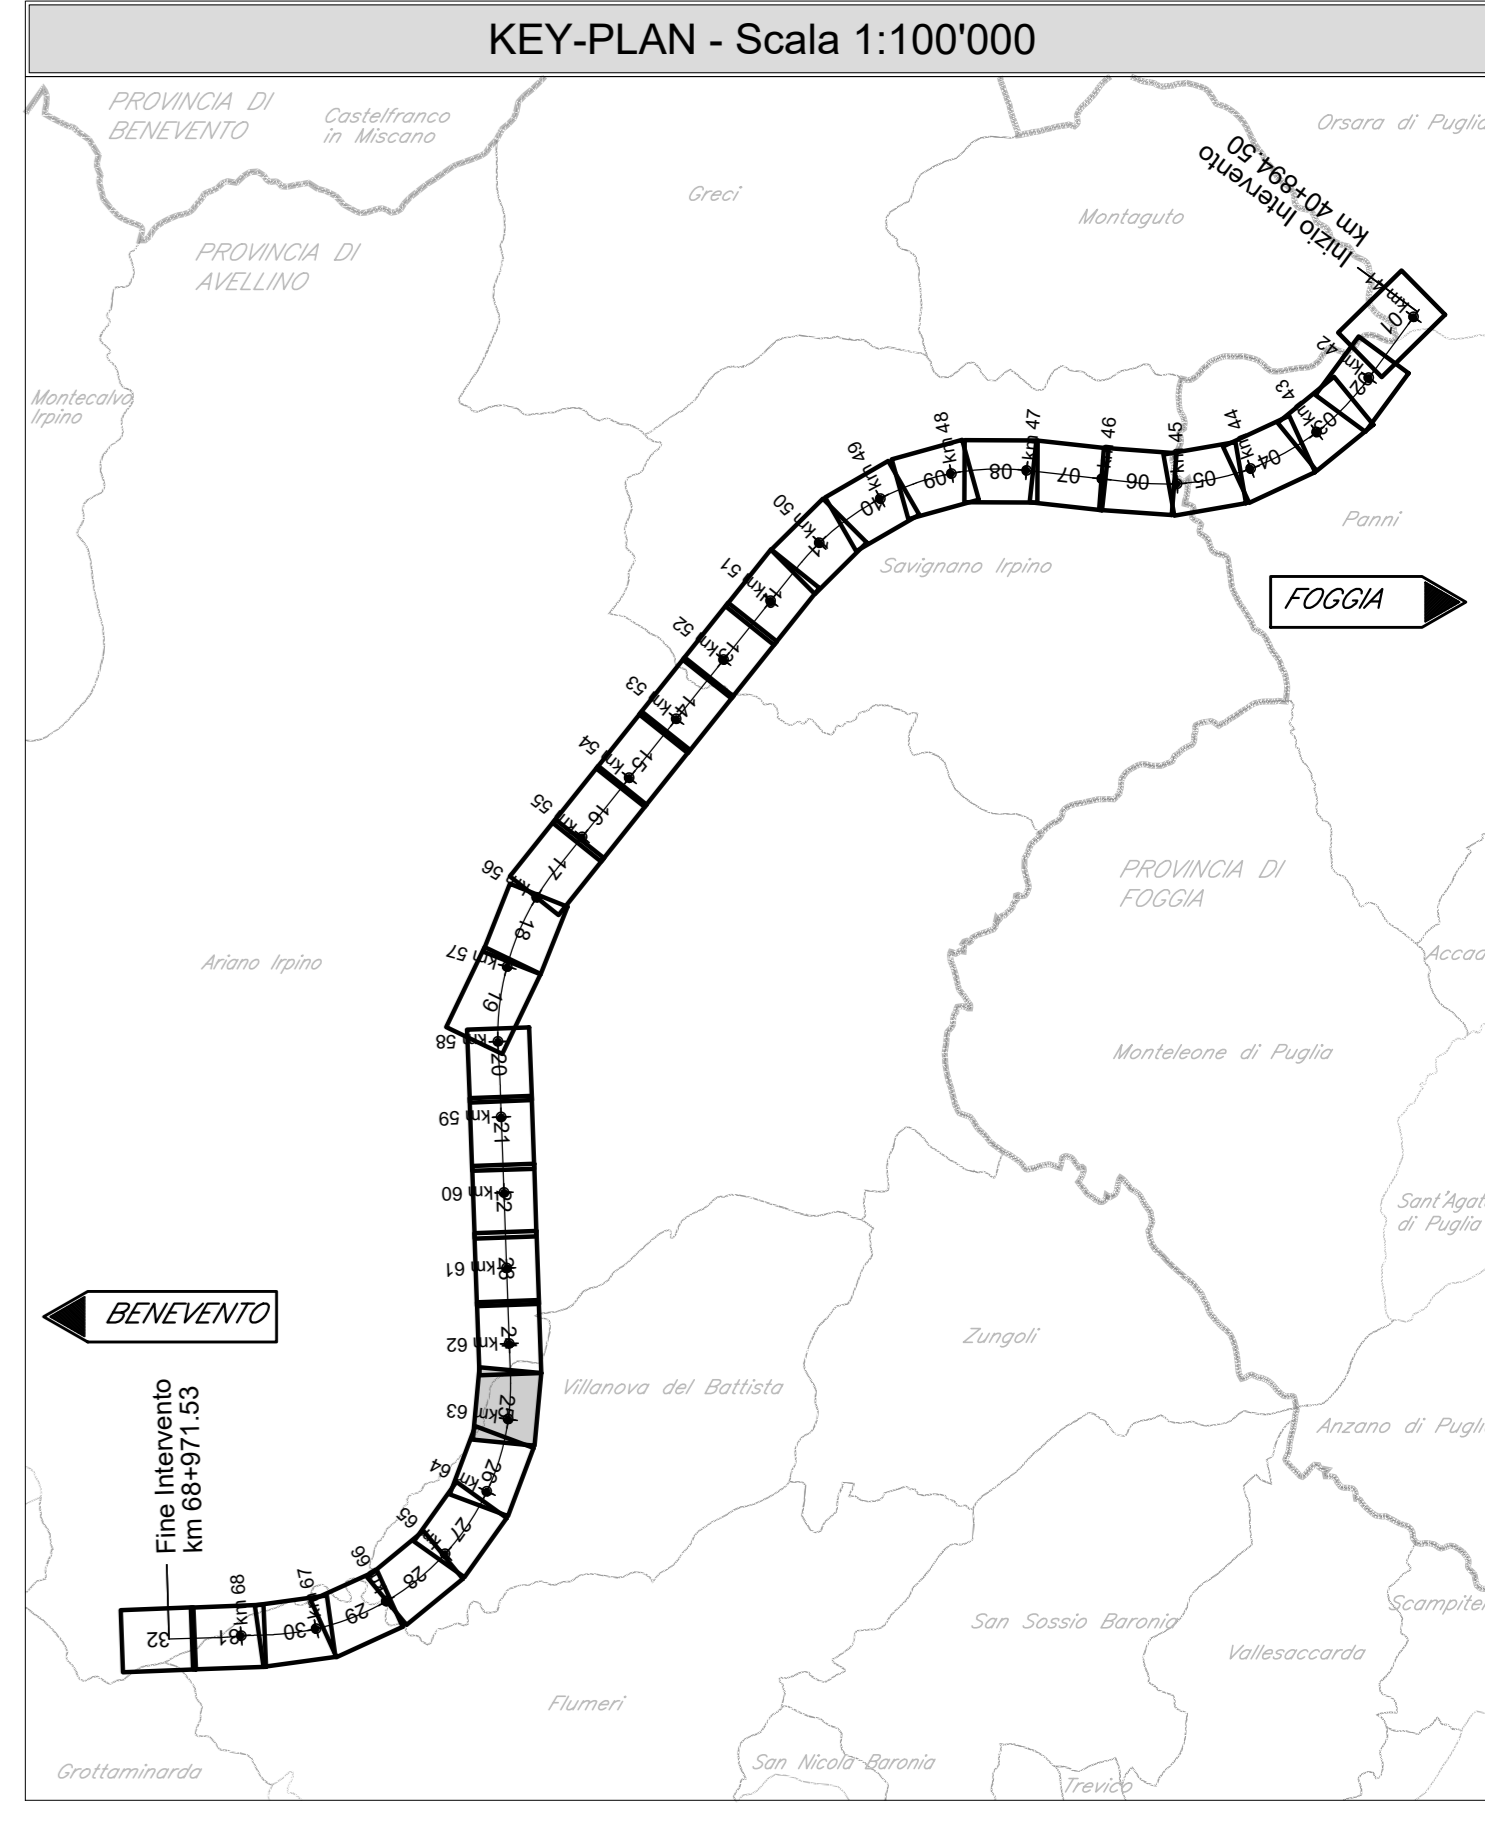 KEY-PLAN - Scala 1:100'000
PROVINCIA DI
BENEVENTO
Castelfranco
in Miscano
Orsara di Puglia
Greci
Montaguto
Inizio Intervento
km 40+894.50
PROVINCIA DI
AVELLINO
Montecalvo
Irpino
km 41
01
km 42
02
km 43
03
km 44
04
km 45
05
km 46
06
km 47
07
km 48
08
km 49
09
km 50
10
km 51
11
km 52
12
km 53
13
km 54
14
km 55
15
km 56
16
17
km 57
18
km 58
19
Panni
Savignano Irpino
FOGGIA
PROVINCIA DI
FOGGIA
Ariano Irpino
Accad
Monteleone di Puglia
20
km 59
21
km 60
22
km 61
23
km 62
24
km 63
25
km 64
26
km 65
27
km 66
28
km 67
29
km 68
30
31
32
Sant'Agat
di Puglia
BENEVENTO
Zungoli
Villanova del Battista
Fine Intervento
km 68+971.53
Anzano di Pugli
San Sossio Baronia
Scampitel
Vallesaccarda
Flumeri
San Nicola Baronia
Trevico
Grottaminarda